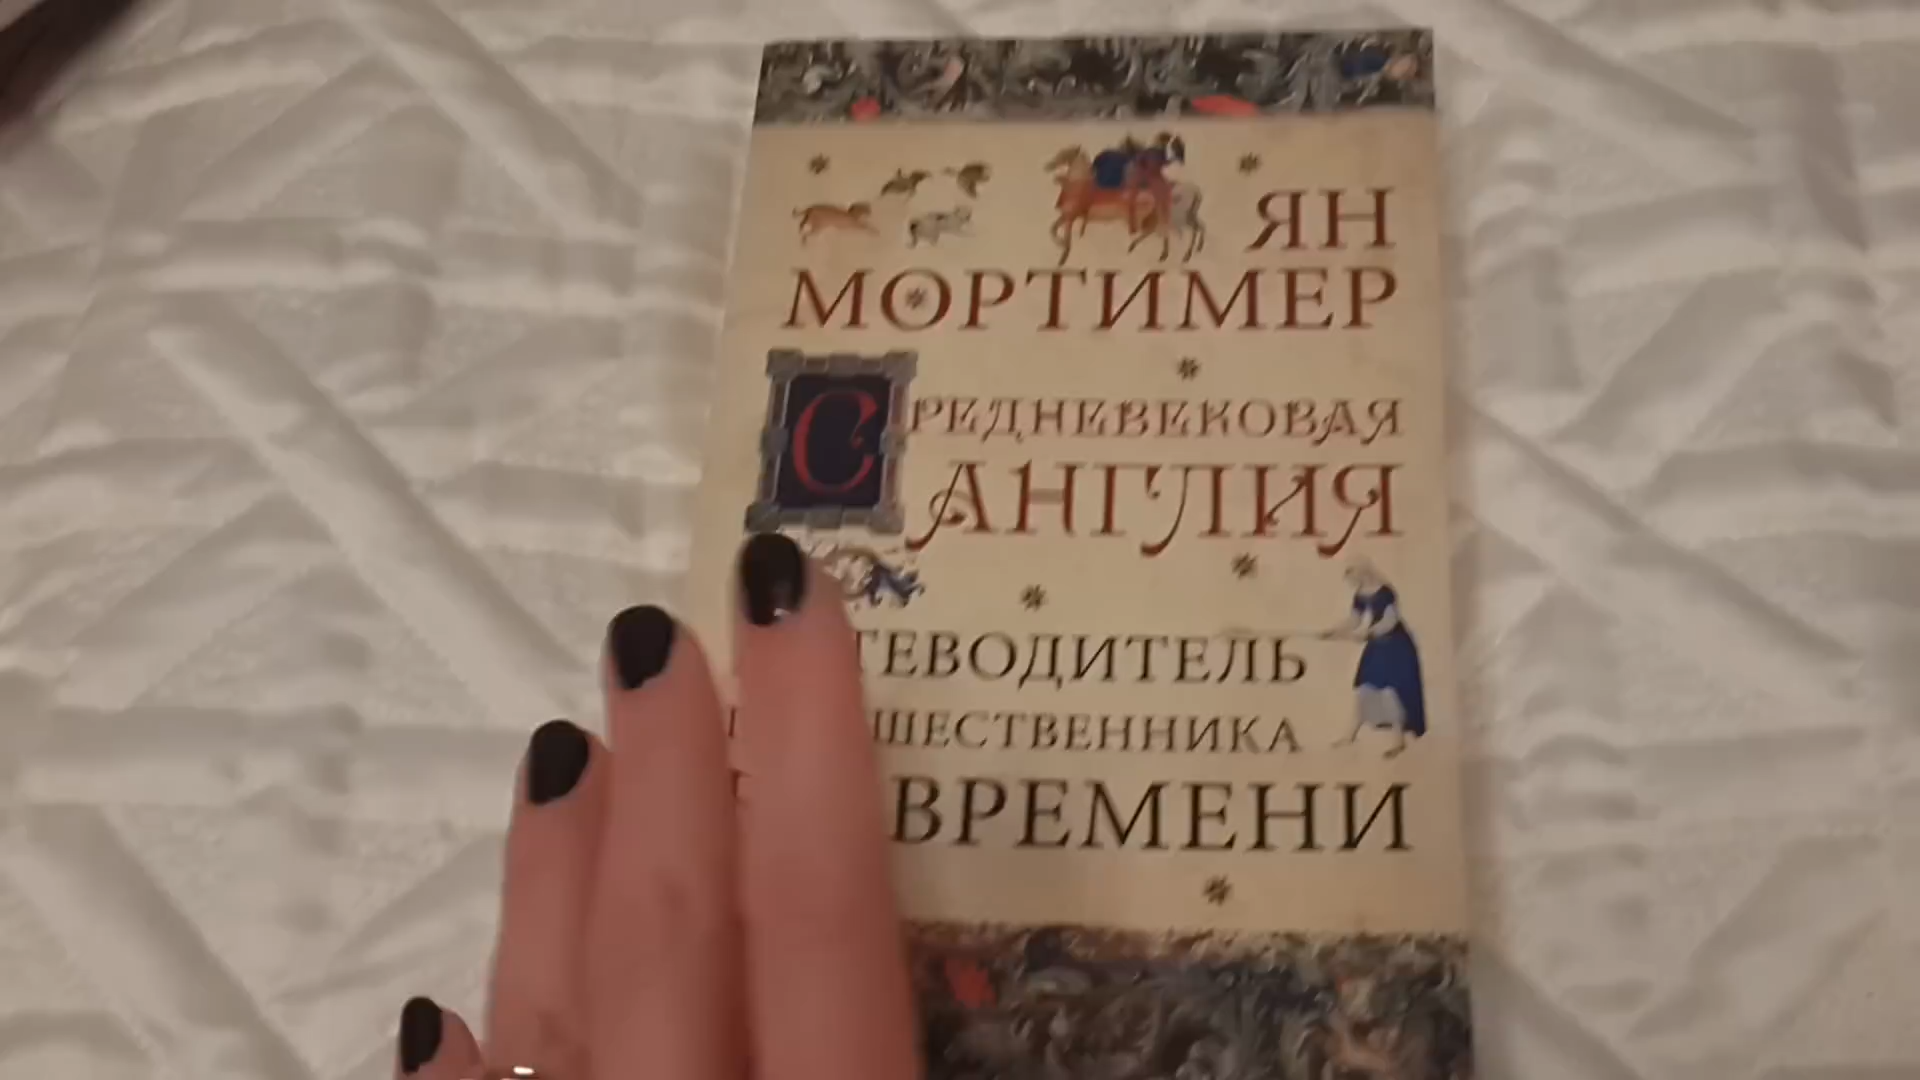 ЯН
МОРТИМЕР
СРЕДНЕВЕКОВАЯ
АНГЛИЯ
ТЕВОДИТЕЛЬ
ШЕСТВЕННИКА
ВРЕМЕНИ